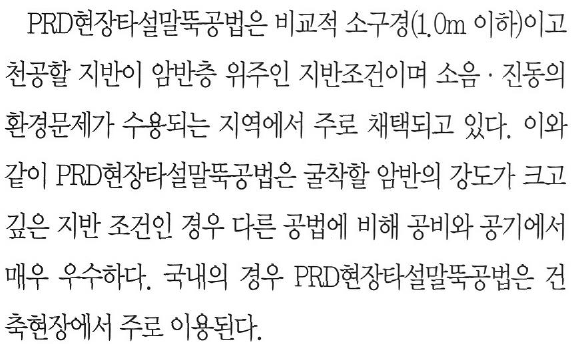 PRD현장타설말뚝공법은 비교적 소구경(1.0m 이하)이고
천공할 지반이 암반층 위주인 지반조건이며 소음·진동의
환경문제가 수용되는 지역에서 주로 채택되고 있다. 이와
같이 PRD현장타설말뚝공법은 굴착할 암반의 강도가 크고
깊은 지반 조건인 경우 다른 공법에 비해 공비와 공기에서
매우 우수하다. 국내의 경우 PRD현장타설말뚝공법은 건
축현장에서 주로 이용된다.